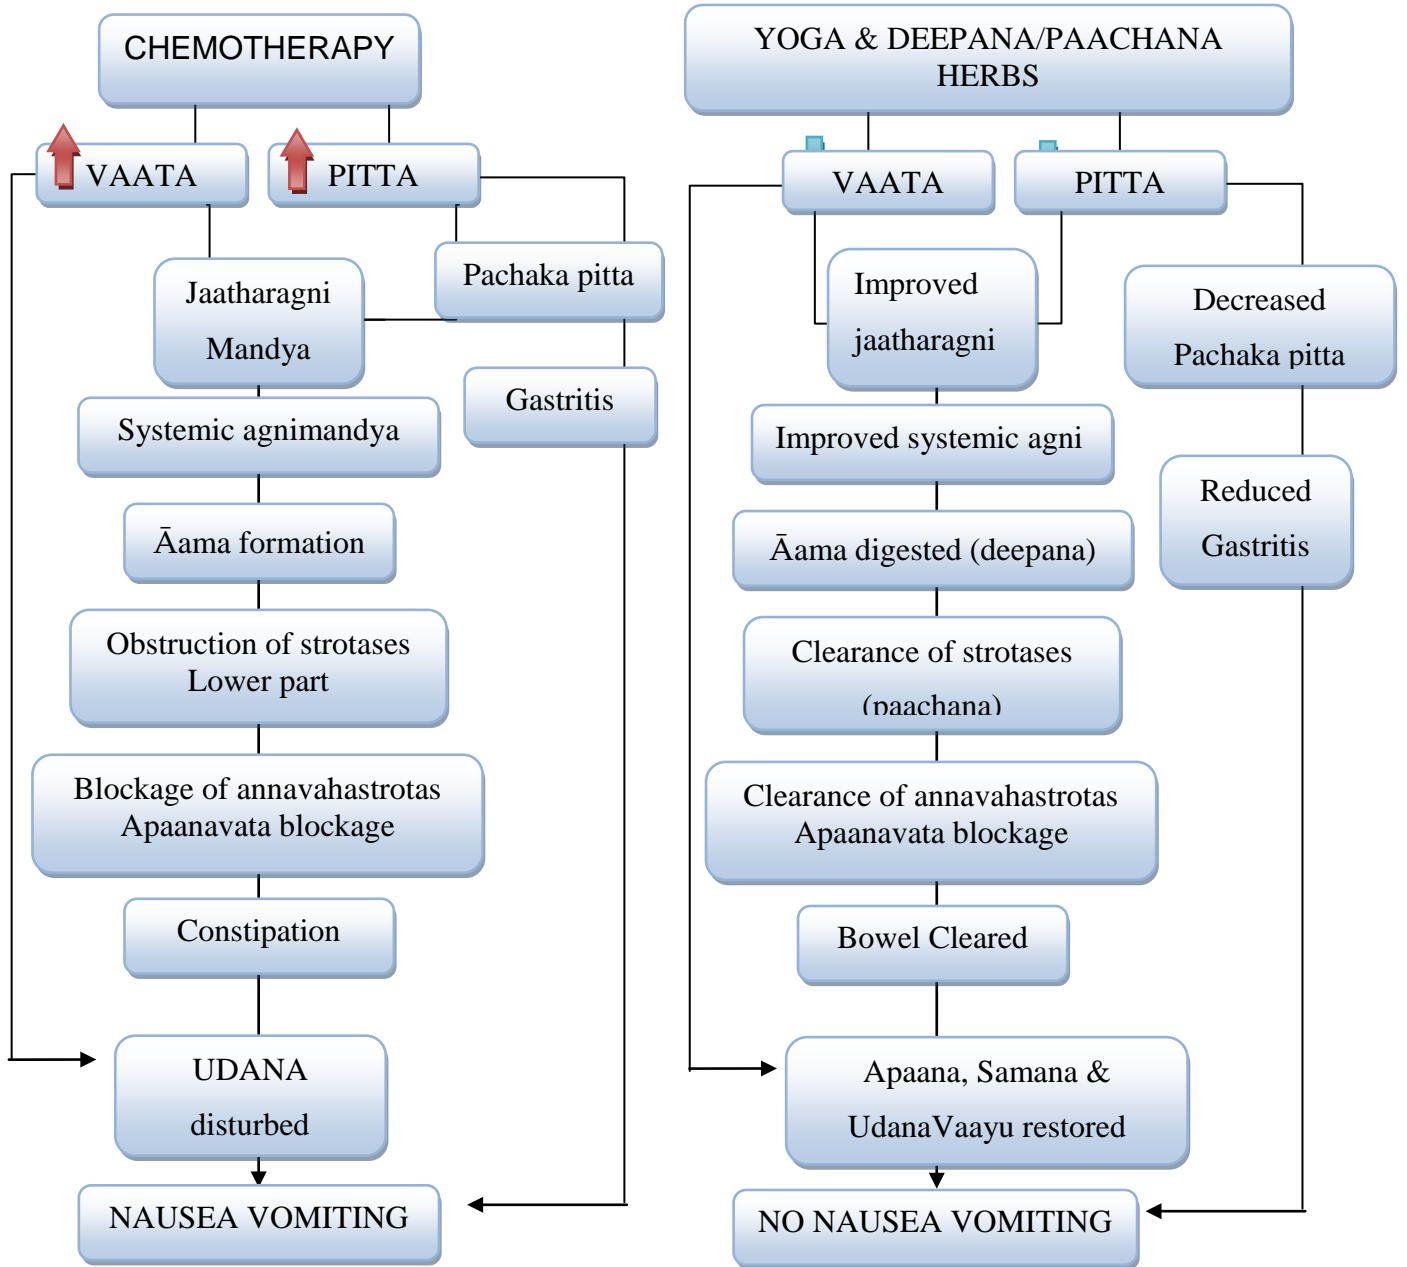 CHEMOTHERAPY
VAATA
PITTA
Jaatharagni
Mandya
Pachaka pitta
Gastritis
Systemic agnimandya
Āama formation
Obstruction of strotases
Lower part
Blockage of annavahastrotas
Apaanavata blockage
Constipation
UDANA
disturbed
NAUSEA VOMITING
YOGA & DEEPANA/PAACHANA
HERBS
VAATA
PITTA
Improved
jaatharagni
Decreased
Pachaka pitta
Improved systemic agni
Reduced
Gastritis
Āama digested (deepana)
Clearance of strotases
(paachana)
Clearance of annavahastrotas
Apaanavata blockage
Bowel Cleared
Apaana, Samana &
UdanaVaayu restored
NO NAUSEA VOMITING